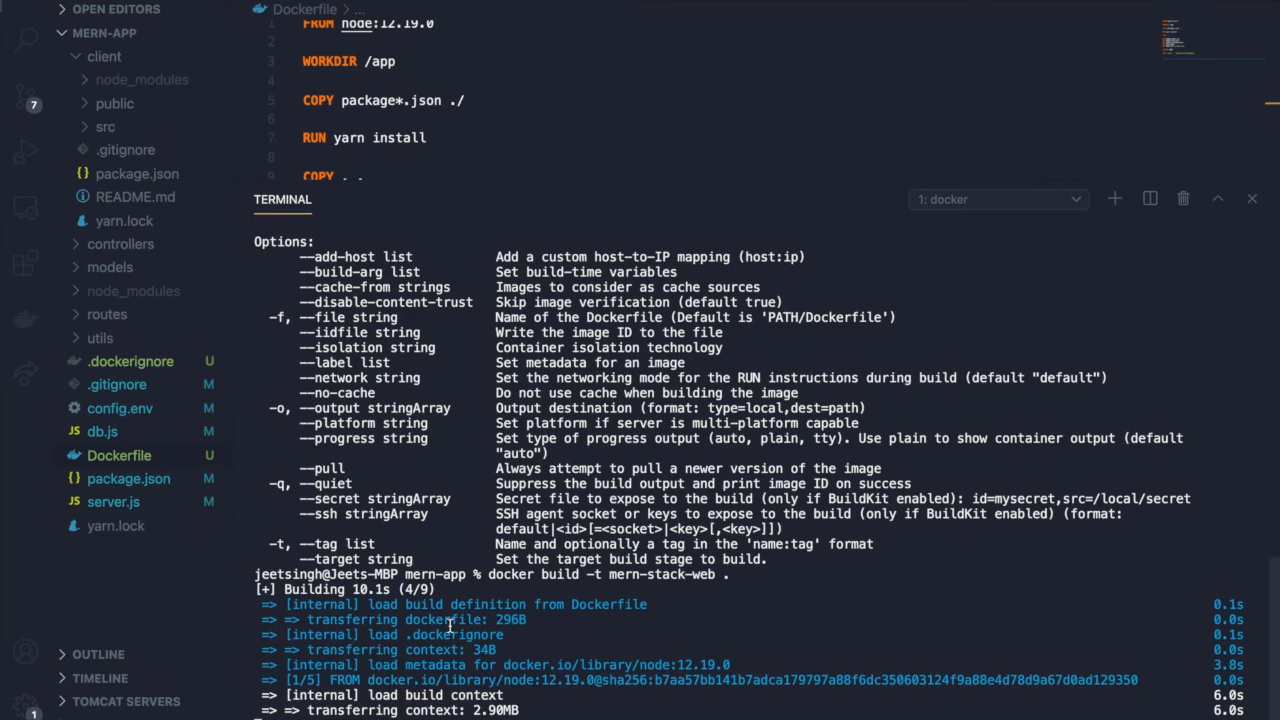 OPEN EDITORS
MERN-APP
client
node_modules
public
src
.gitignore
{} package.json
README.md
yarn.lock
controllers
models
node_modules
routes
utils
.dockerignore U
.gitignore M
config.env M
JS db.js M
Dockerfile U
{} package.json M
JS server.js M
yarn.lock
OUTLINE
TIMELINE
TOMCAT SERVERS
7
1
Dockerfile > ...
1 FROM node:12.19.0
2
3 WORKDIR /app
4
5 COPY package*.json ./
6
7 RUN yarn install
8
9 COPY . .
TERMINAL
1: docker
Options:
--add-host list Add a custom host-to-IP mapping (host:ip)
--build-arg list Set build-time variables
--cache-from strings Images to consider as cache sources
--disable-content-trust Skip image verification (default true)
-f, --file string Name of the Dockerfile (Default is 'PATH/Dockerfile')
--iidfile string Write the image ID to the file
--isolation string Container isolation technology
--label list Set metadata for an image
--network string Set the networking mode for the RUN instructions during build (default "default")
--no-cache Do not use cache when building the image
-o, --output stringArray Output destination (format: type=local,dest=path)
--platform string Set platform if server is multi-platform capable
--progress string Set type of progress output (auto, plain, tty). Use plain to show container output (default
"auto")
--pull Always attempt to pull a newer version of the image
-q, --quiet Suppress the build output and print image ID on success
--secret stringArray Secret file to expose to the build (only if BuildKit enabled): id=mysecret,src=/local/secret
--ssh stringArray SSH agent socket or keys to expose to the build (only if BuildKit enabled) (format:
default|<id>[=<socket>|<key>[,<key>]])
-t, --tag list Name and optionally a tag in the 'name:tag' format
--target string Set the target build stage to build.
jeetsingh@Jeets-MBP mern-app % docker build -t mern-stack-web .
[+] Building 10.1s (4/9)
=> [internal] load build definition from Dockerfile 0.1s
=> => transferring dockerfile: 296B 0.0s
=> [internal] load .dockerignore 0.1s
=> => transferring context: 34B 0.0s
=> [internal] load metadata for docker.io/library/node:12.19.0 3.8s
=> [1/5] FROM docker.io/library/node:12.19.0@sha256:b7aa57bb141b7adca179797a88f6dc350603124f9a88e4d78d9a67d0ad129350 0.0s
=> [internal] load build context 6.0s
=> => transferring context: 2.90MB 6.0s